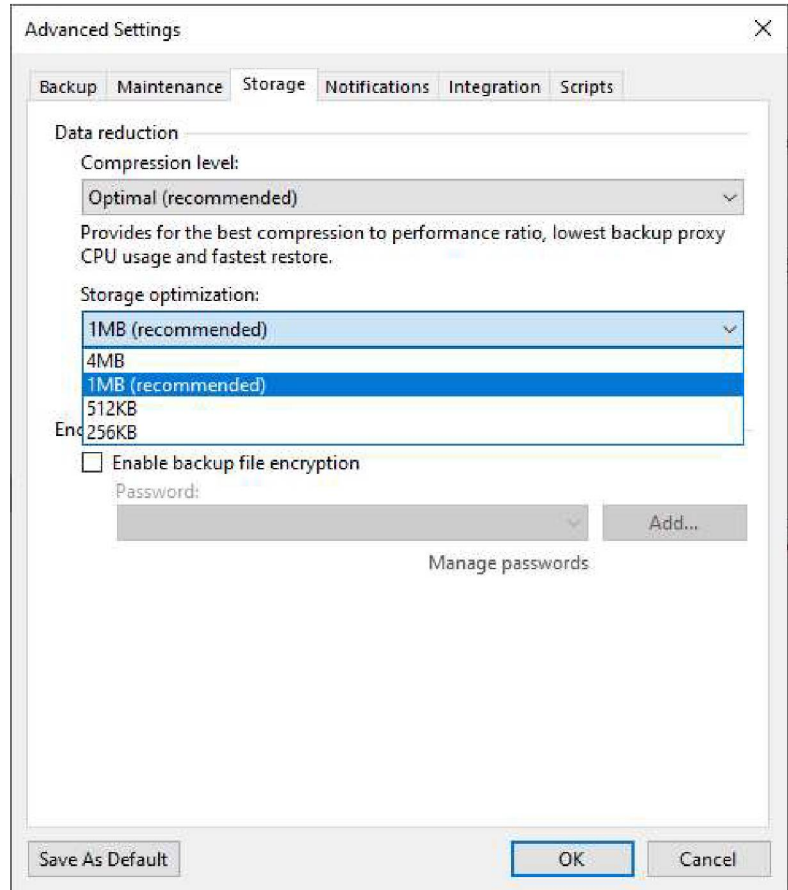 Advanced Settings
Backup Maintenance Storage Notifications Integration Scripts
Data reduction
Compression level:
Optimal (recommended)
Provides for the best compression to performance ratio, lowest backup proxy
CPU usage and fastest restore.
Storage optimization:
1MB (recommended)
4MB
1MB (recommended)
512KB
256KB
Enable backup file encryption
Password:
Add...
Manage passwords
Save As Default OK Cancel